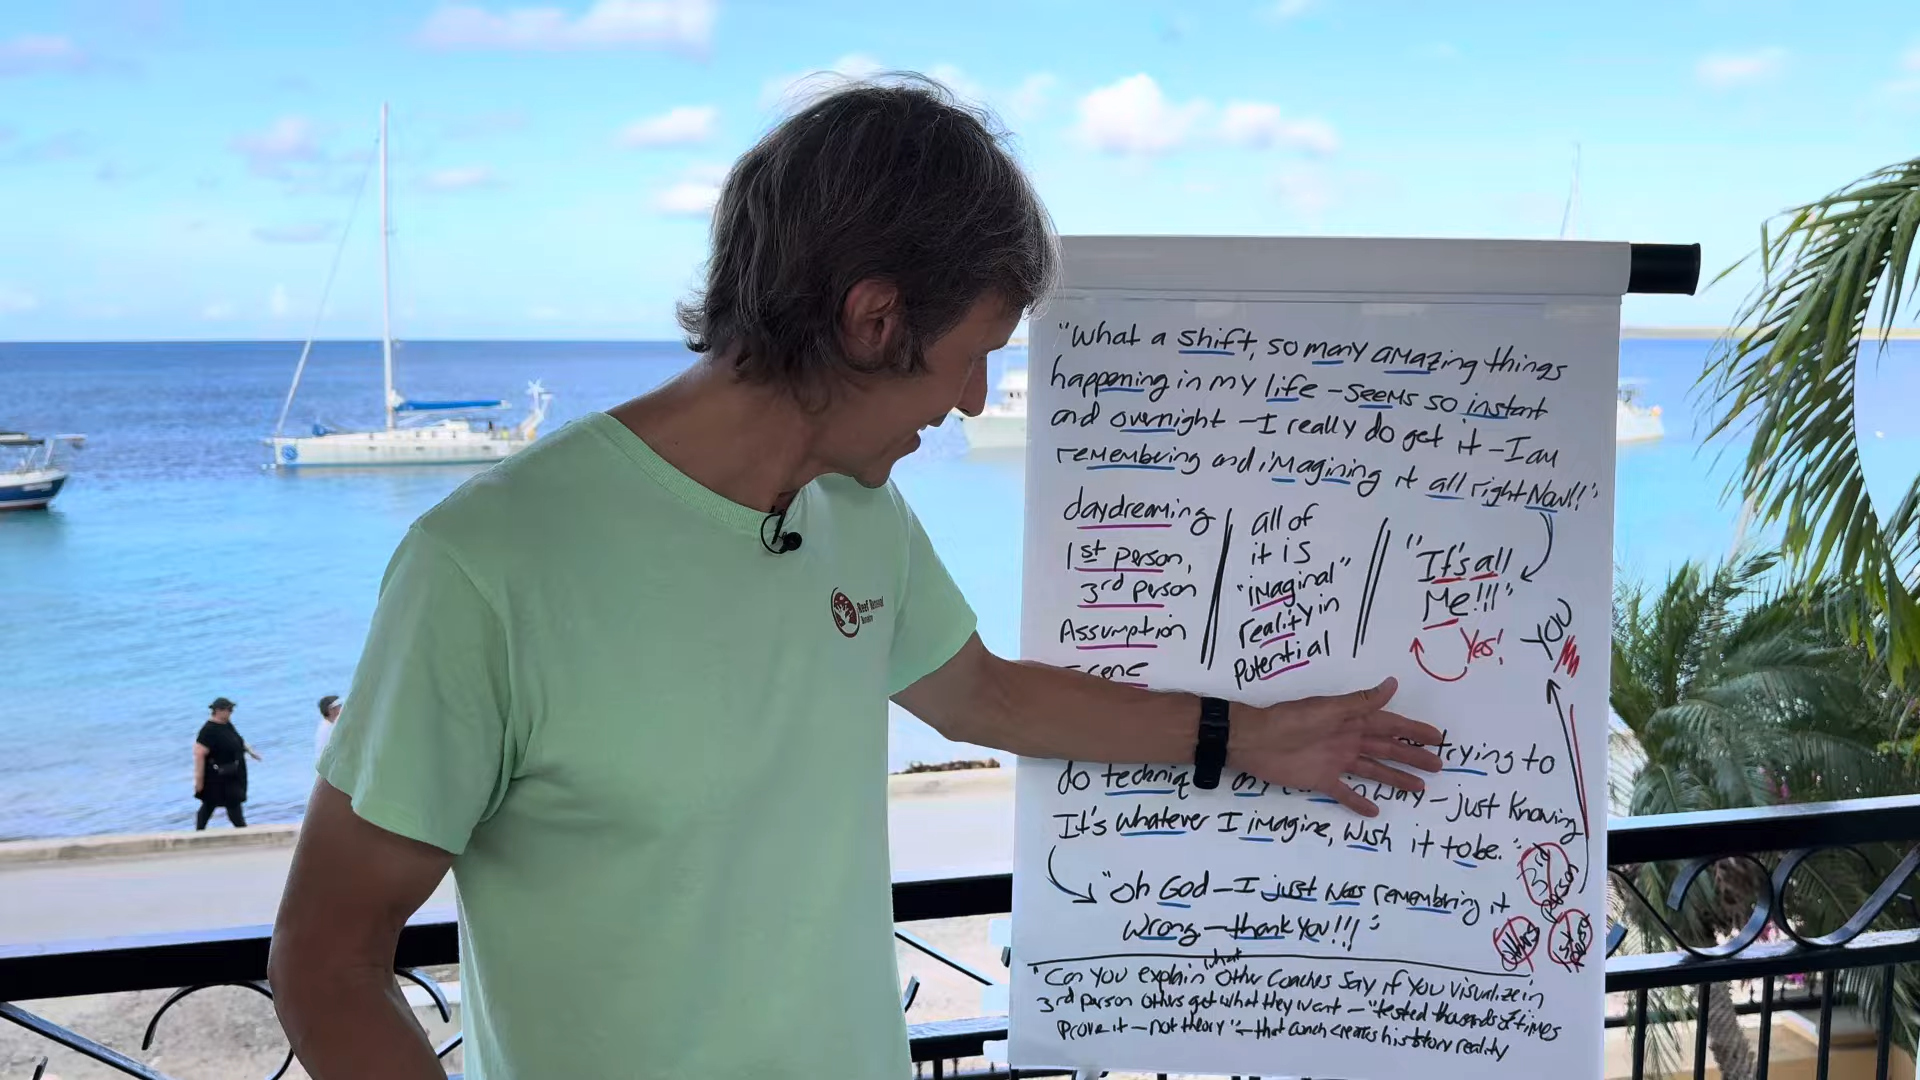 "What a shift, so many amazing things
happening in my life - seems so instant
and overnight - I really do get it - I am
remembering and imagining it all right Now!!"
daydreaming
1st person,
3rd person
Assumption
scene
all of
it is
"imaginal"
reality in
potential
"It's all
Me!!!"
Yes!
YOU
trying to
do techniq
way - just knowing
It's whatever I imagine, wish it to be."
"Oh God - I just was remembering it
wrong - thank you!!!"
3rd
person
others
1st
person
"Can you explain what other coaches say if you visualize in
3rd person others get what they want - "tested thousands of times
prove it - not theory" - that coach creates his story reality
Reef Renewal
Bonaire